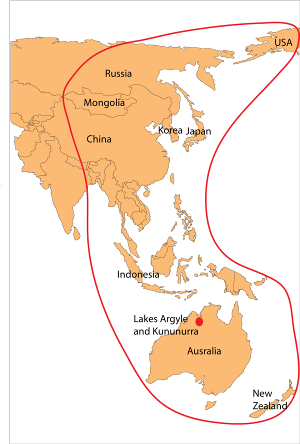 USA
Russia
Mongolia
Korea Japan
China
Indonesia
Lakes Argyle
and Kununurra
Ausralia
New
Zealand